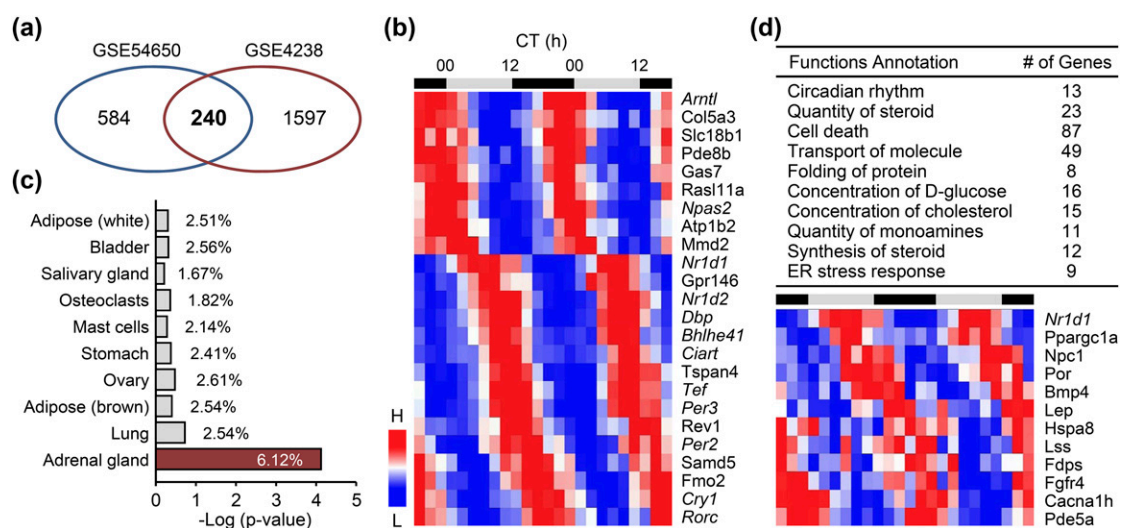 (a)
GSE54650 GSE4238
584 240 1597
(b)
CT (h)
00 12 00 12
Arntl
Col5a3
Slc18b1
Pde8b
Gas7
Rasl11a
Npas2
Atp1b2
Mmd2
Nr1d1
Gpr146
Nr1d2
Dbp
Bhlhe41
Ciart
Tspan4
Tef
Per3
Rev1
Per2
Samd5
Fmo2
Cry1
Rorc
H
L
(c)
Adipose (white) 2.51%
Bladder 2.56%
Salivary gland 1.67%
Osteoclasts 1.82%
Mast cells 2.14%
Stomach 2.41%
Ovary 2.61%
Adipose (brown) 2.54%
Lung 2.54%
Adrenal gland 6.12%
0 1 2 3 4 5
-Log (p-value)
(d)
Functions Annotation # of Genes
Circadian rhythm 13
Quantity of steroid 23
Cell death 87
Transport of molecule 49
Folding of protein 8
Concentration of D-glucose 16
Concentration of cholesterol 15
Quantity of monoamines 11
Synthesis of steroid 12
ER stress response 9
Nr1d1
Ppargc1a
Npc1
Por
Bmp4
Lep
Hspa8
Lss
Fdps
Fgfr4
Cacna1h
Pde5a